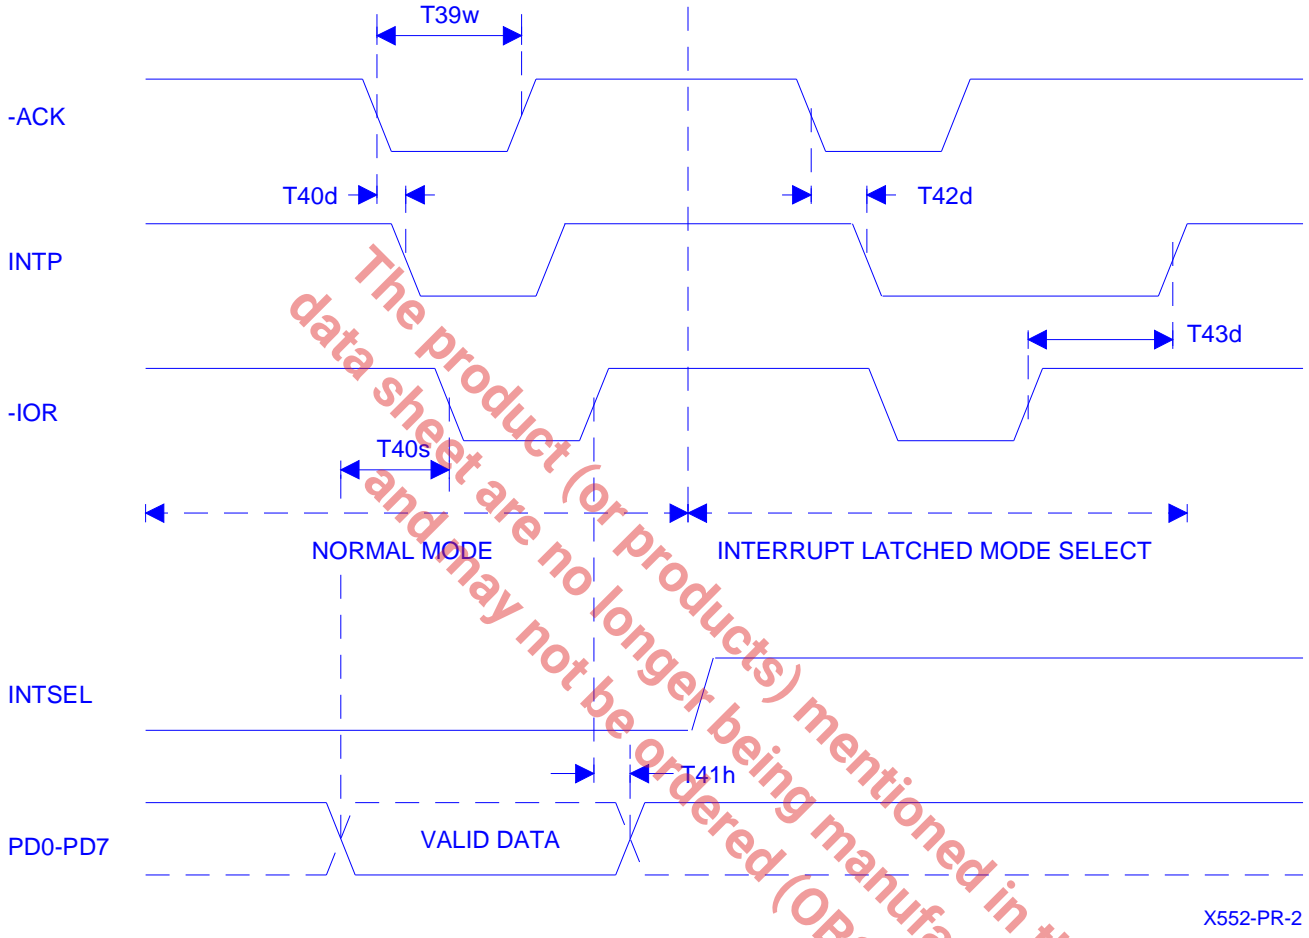 T39w
-ACK
T40d
T42d
INTP
T43d
-IOR
T40s
NORMAL MODE
INTERRUPT LATCHED MODE SELECT
INTSEL
T41h
PD0-PD7
VALID DATA
X552-PR-2
The product (or products) mentioned in
data sheet are no longer being
and may not be ordered